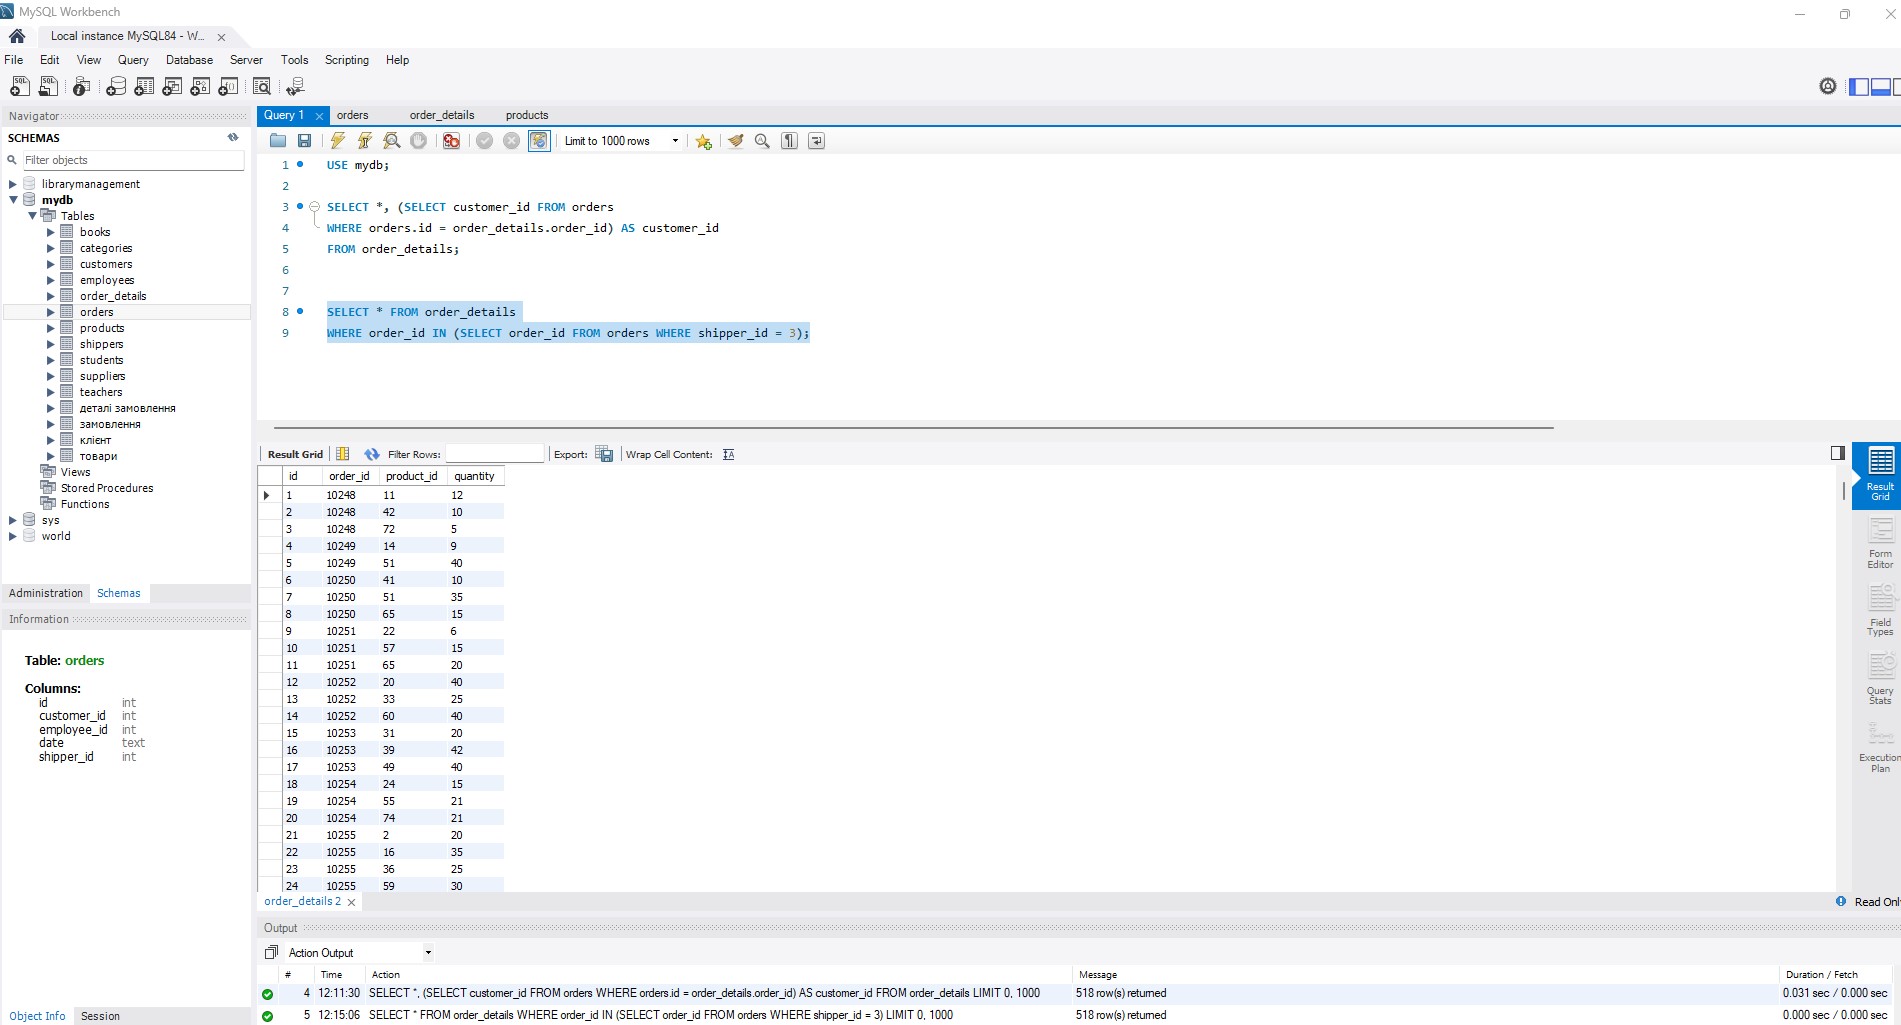 MySQL Workbench
Local instance MySQL84 - W...
File Edit View Query Database Server Tools Scripting Help
Navigator
SCHEMAS
Filter objects
librarymanagement
mydb
Tables
books
categories
customers
employees
order_details
orders
products
shippers
students
suppliers
teachers
деталі замовлення
замовлення
клієнт
товари
Views
Stored Procedures
Functions
sys
world
Administration Schemas
Information
Table: orders
Columns:
id int
customer_id int
employee_id int
date text
shipper_id int
Object Info Session
Query 1 orders order_details products
Limit to 1000 rows
1 USE mydb;
2
3 SELECT *, (SELECT customer_id FROM orders
4 WHERE orders.id = order_details.order_id) AS customer_id
5 FROM order_details;
6
7
8 SELECT * FROM order_details
9 WHERE order_id IN (SELECT order_id FROM orders WHERE shipper_id = 3);
Result Grid Filter Rows: Export: Wrap Cell Content:
id order_id product_id quantity
1 10248 11 12
2 10248 42 10
3 10248 72 5
4 10249 14 9
5 10249 51 40
6 10250 41 10
7 10250 51 35
8 10250 65 15
9 10251 22 6
10 10251 57 15
11 10251 65 20
12 10252 20 40
13 10252 33 25
14 10252 60 40
15 10253 31 20
16 10253 39 42
17 10253 49 40
18 10254 24 15
19 10254 55 21
20 10254 74 21
21 10255 2 20
22 10255 16 35
23 10255 36 25
24 10255 59 30
Result
Grid
Form
Editor
Field
Types
Query
Stats
Execution
Plan
order_details 2 Read Onl
Output
Action Output
# Time Action Message Duration / Fetch
4 12:11:30 SELECT *, (SELECT customer_id FROM orders WHERE orders.id = order_details.order_id) AS customer_id FROM order_details LIMIT 0, 1000 518 row(s) returned 0.031 sec / 0.000 sec
5 12:15:06 SELECT * FROM order_details WHERE order_id IN (SELECT order_id FROM orders WHERE shipper_id = 3) LIMIT 0, 1000 518 row(s) returned 0.000 sec / 0.000 sec